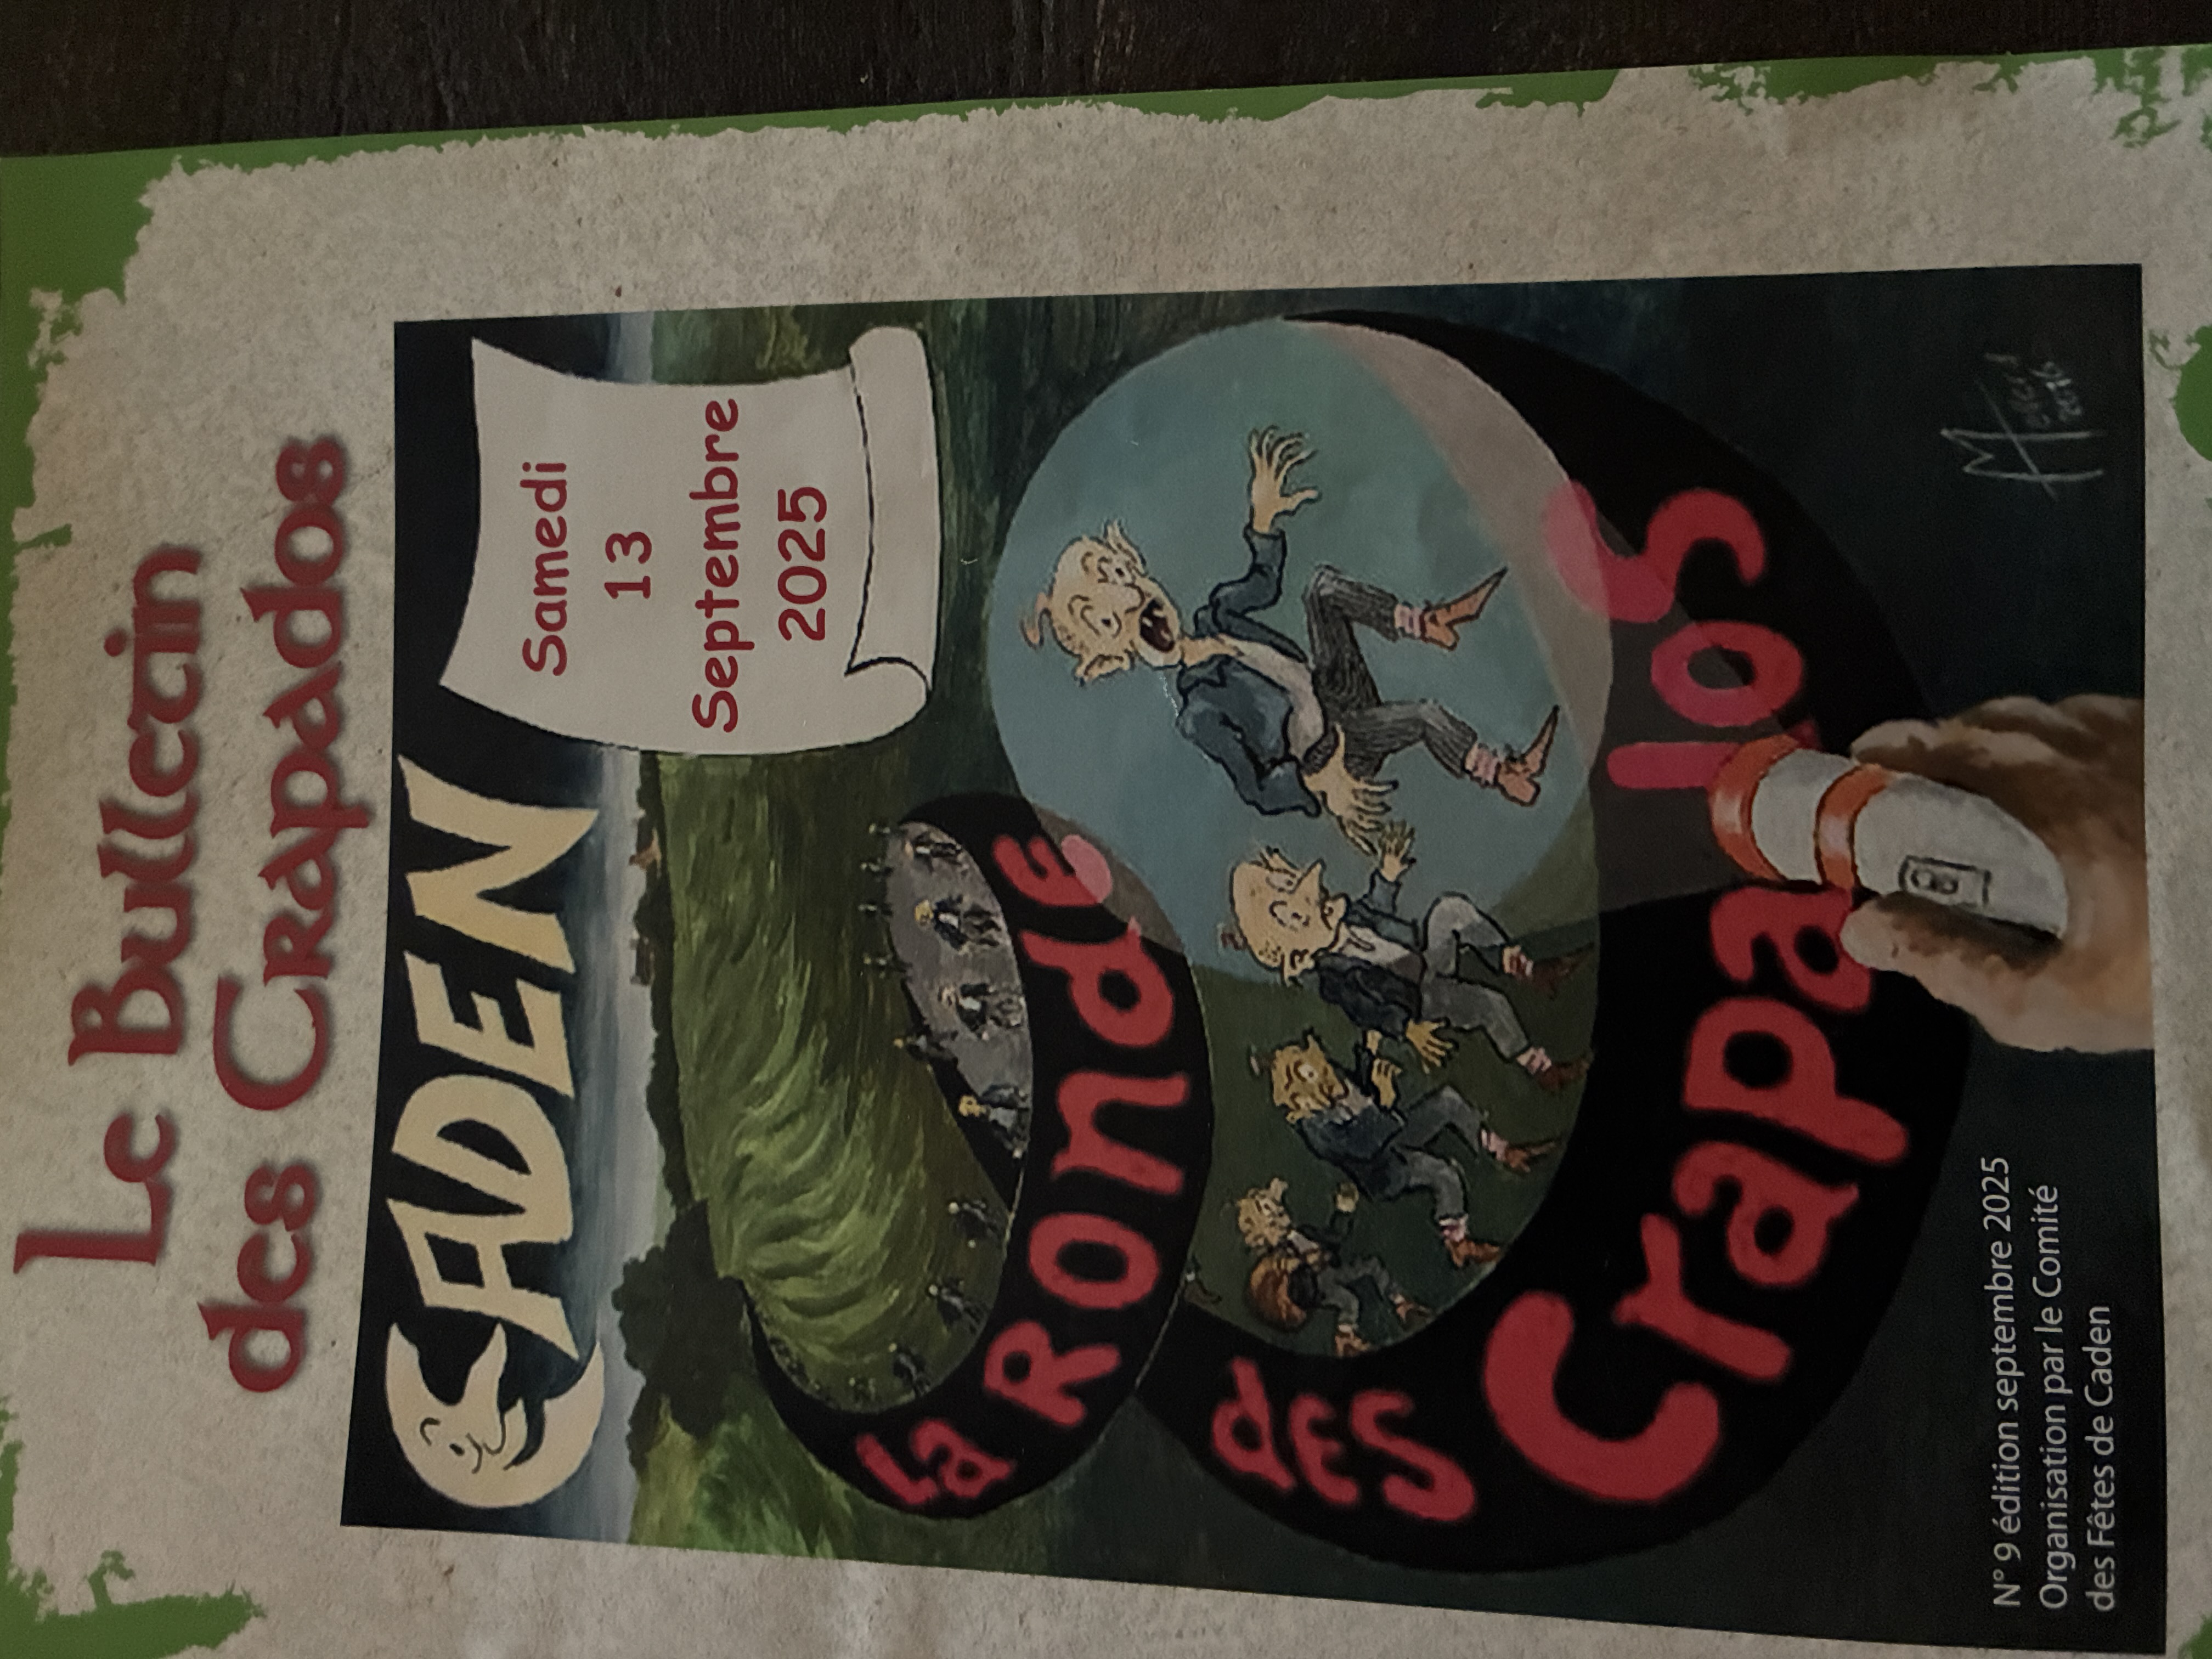 Le Bulletin
des Crapados
CADEN
Samedi
13
Septembre
2025
La Ronde
des
Crapalos
N° 9 édition septembre 2025
Organisation par le Comité
des Fêtes de Caden